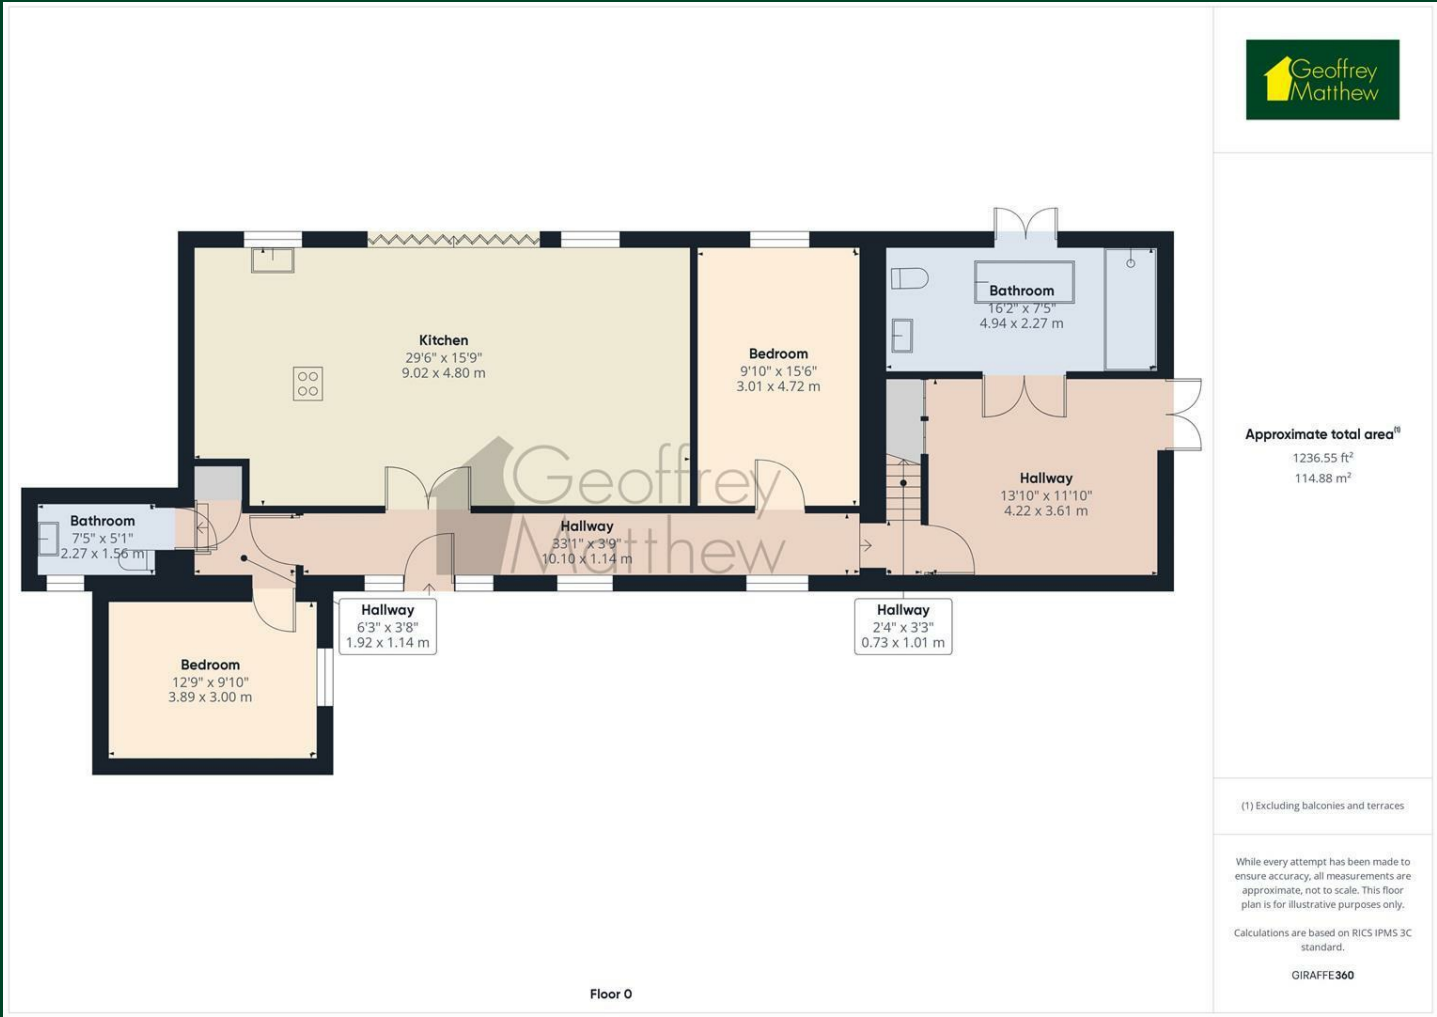 Geoffrey
Matthew
Kitchen
29'6" x 15'9"
9.02 x 4.80 m
Bedroom
9'10" x 15'6"
3.01 x 4.72 m
Bathroom
16'2" x 7'5"
4.94 x 2.27 m
Hallway
13'10" x 11'10"
4.22 x 3.61 m
Bathroom
7'5" x 5'1"
2.27 x 1.56 m
Geoffrey
Matthew
Hallway
33'1" x 3'9"
10.10 x 1.14 m
Hallway
6'3" x 3'8"
1.92 x 1.14 m
Hallway
2'4" x 3'3"
0.73 x 1.01 m
Bedroom
12'9" x 9'10"
3.89 x 3.00 m
Floor 0
Approximate total area(1)
1236.55 ft²
114.88 m²
(1) Excluding balconies and terraces
While every attempt has been made to
ensure accuracy, all measurements are
approximate, not to scale. This floor
plan is for illustrative purposes only.
Calculations are based on RICS IPMS 3C
standard.
GIRAFFE360